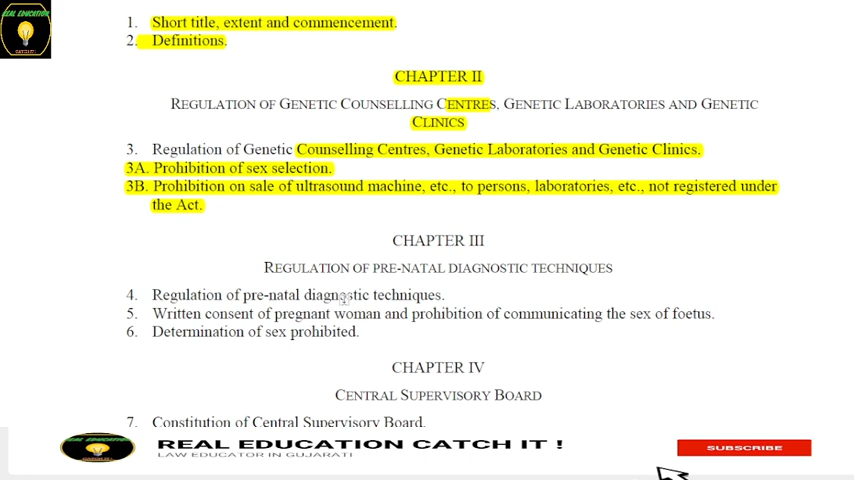 REAL EDUCATION
1. Short title, extent and commencement.
2. Definitions.
CHAPTER II
REGULATION OF GENETIC COUNSELLING CENTRES, GENETIC LABORATORIES AND GENETIC
CLINICS
3. Regulation of Genetic Counselling Centres, Genetic Laboratories and Genetic Clinics.
3A. Prohibition of sex selection.
3B. Prohibition on sale of ultrasound machine, etc., to persons, laboratories, etc., not registered under
the Act.
CHAPTER III
REGULATION OF PRE-NATAL DIAGNOSTIC TECHNIQUES
4. Regulation of pre-natal diagnostic techniques.
5. Written consent of pregnant woman and prohibition of communicating the sex of foetus.
6. Determination of sex prohibited.
CHAPTER IV
CENTRAL SUPERVISORY BOARD
7. Constitution of Central Supervisory Board.
REAL EDUCATION
REAL EDUCATION CATCH IT !
LAW EDUCATOR IN GUJARATI
SUBSCRIBE